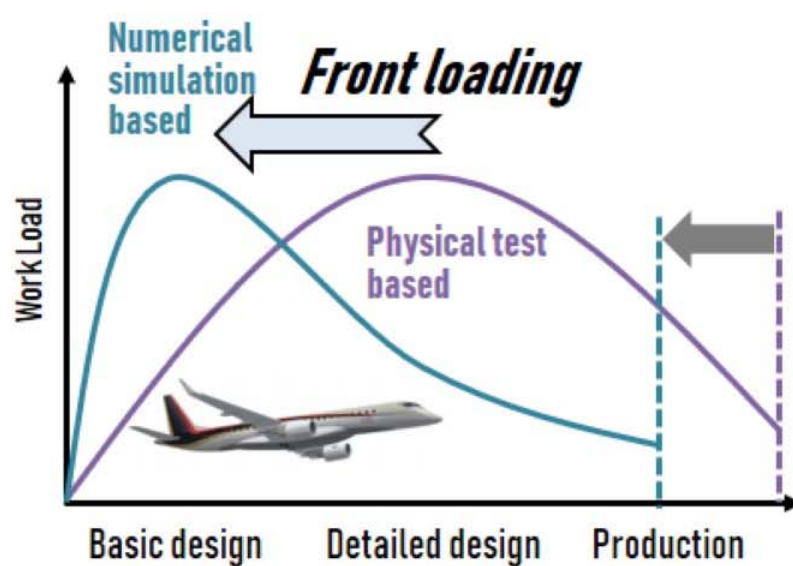 Numerical
simulation
based
Front loading
Physical test
based
Work Load
Basic design
Detailed design
Production